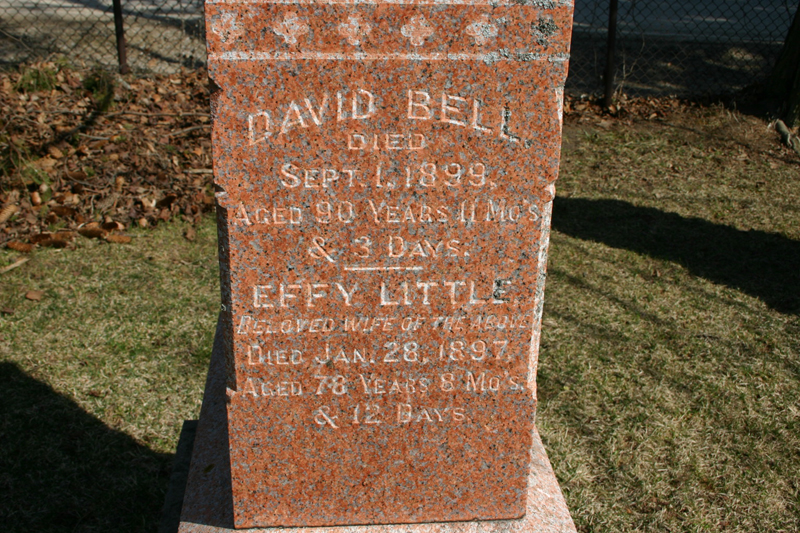 DAVID BELL
DIED
SEPT. 1, 1899.
AGED 90 YEARS 11 MO'S
& 3 DAYS.
EFFY LITTLE,
BELOVED WIFE OF THE ABOVE
DIED JAN. 28, 1897,
AGED 78 YEARS 8 MO'S.
& 12 DAYS